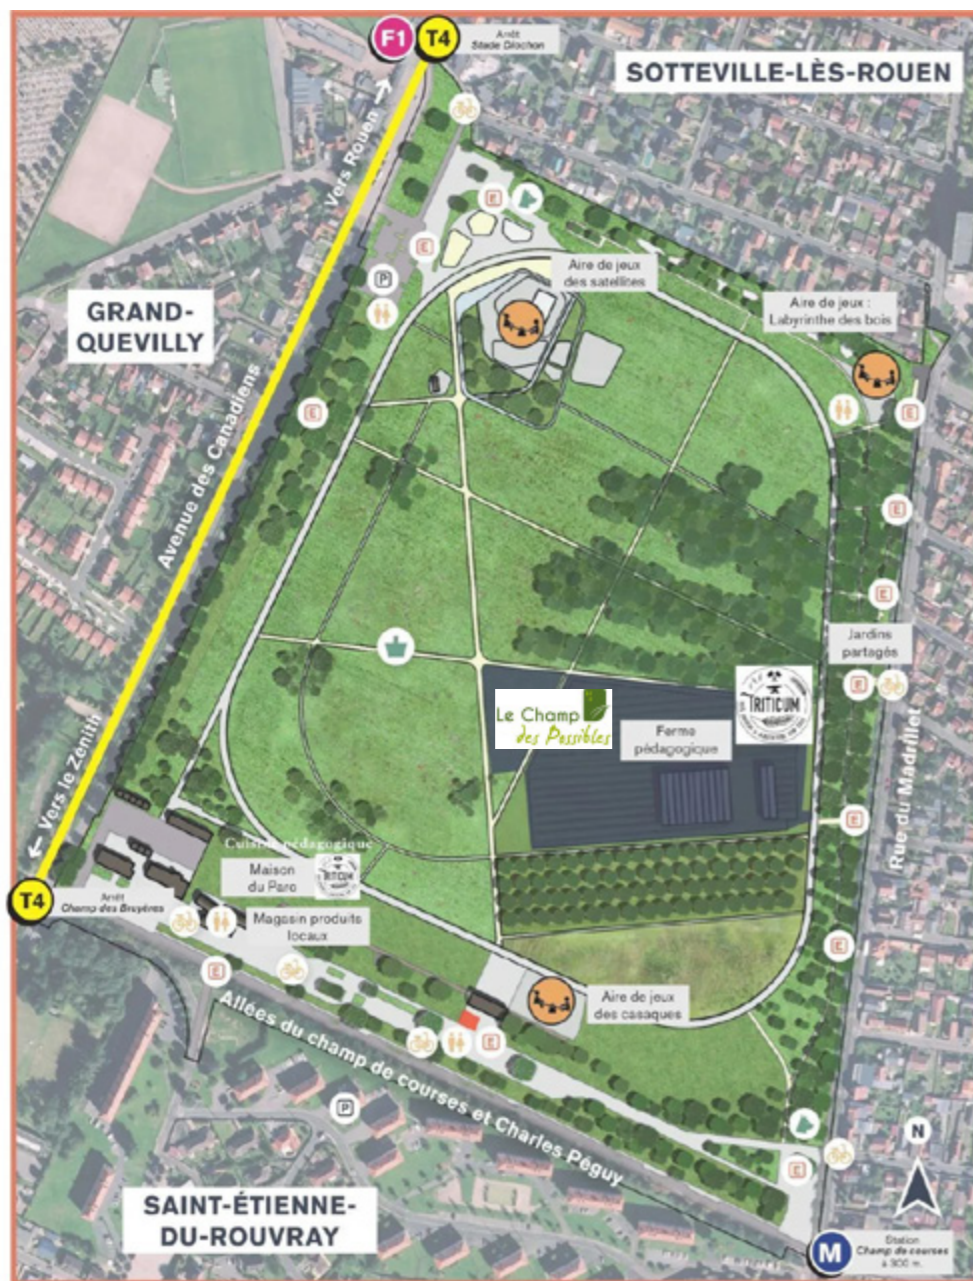 F1
T4
Arrêt
SOTTEVILLE-LÈS-ROUEN
Vers Rouen
E
E
P
Aire de jeux
des satellites
Aire de jeux :
Labyrinthe des bois
GRAND-
QUEVILLY
E
E
Avenue des Canadiens
E
E
Jardins
partagés
E
Le Champ
des Possibles
TRITICUM
Ferme
pédagogique
Vers le Zénith
Rue du Madrillet
E
Cuisine pédagogique
Maison
du Parc
TRITICUM
T4
Arrêt
Champ des Bruyères
Magasin produits
locaux
E
E
Aire de jeux
des casaques
E
Allées du champ de courses et Charles Péguy
P
N
E
SAINT-ÉTIENNE-
DU-ROUVRAY
M
Station
Champ de courses
à 300 m.